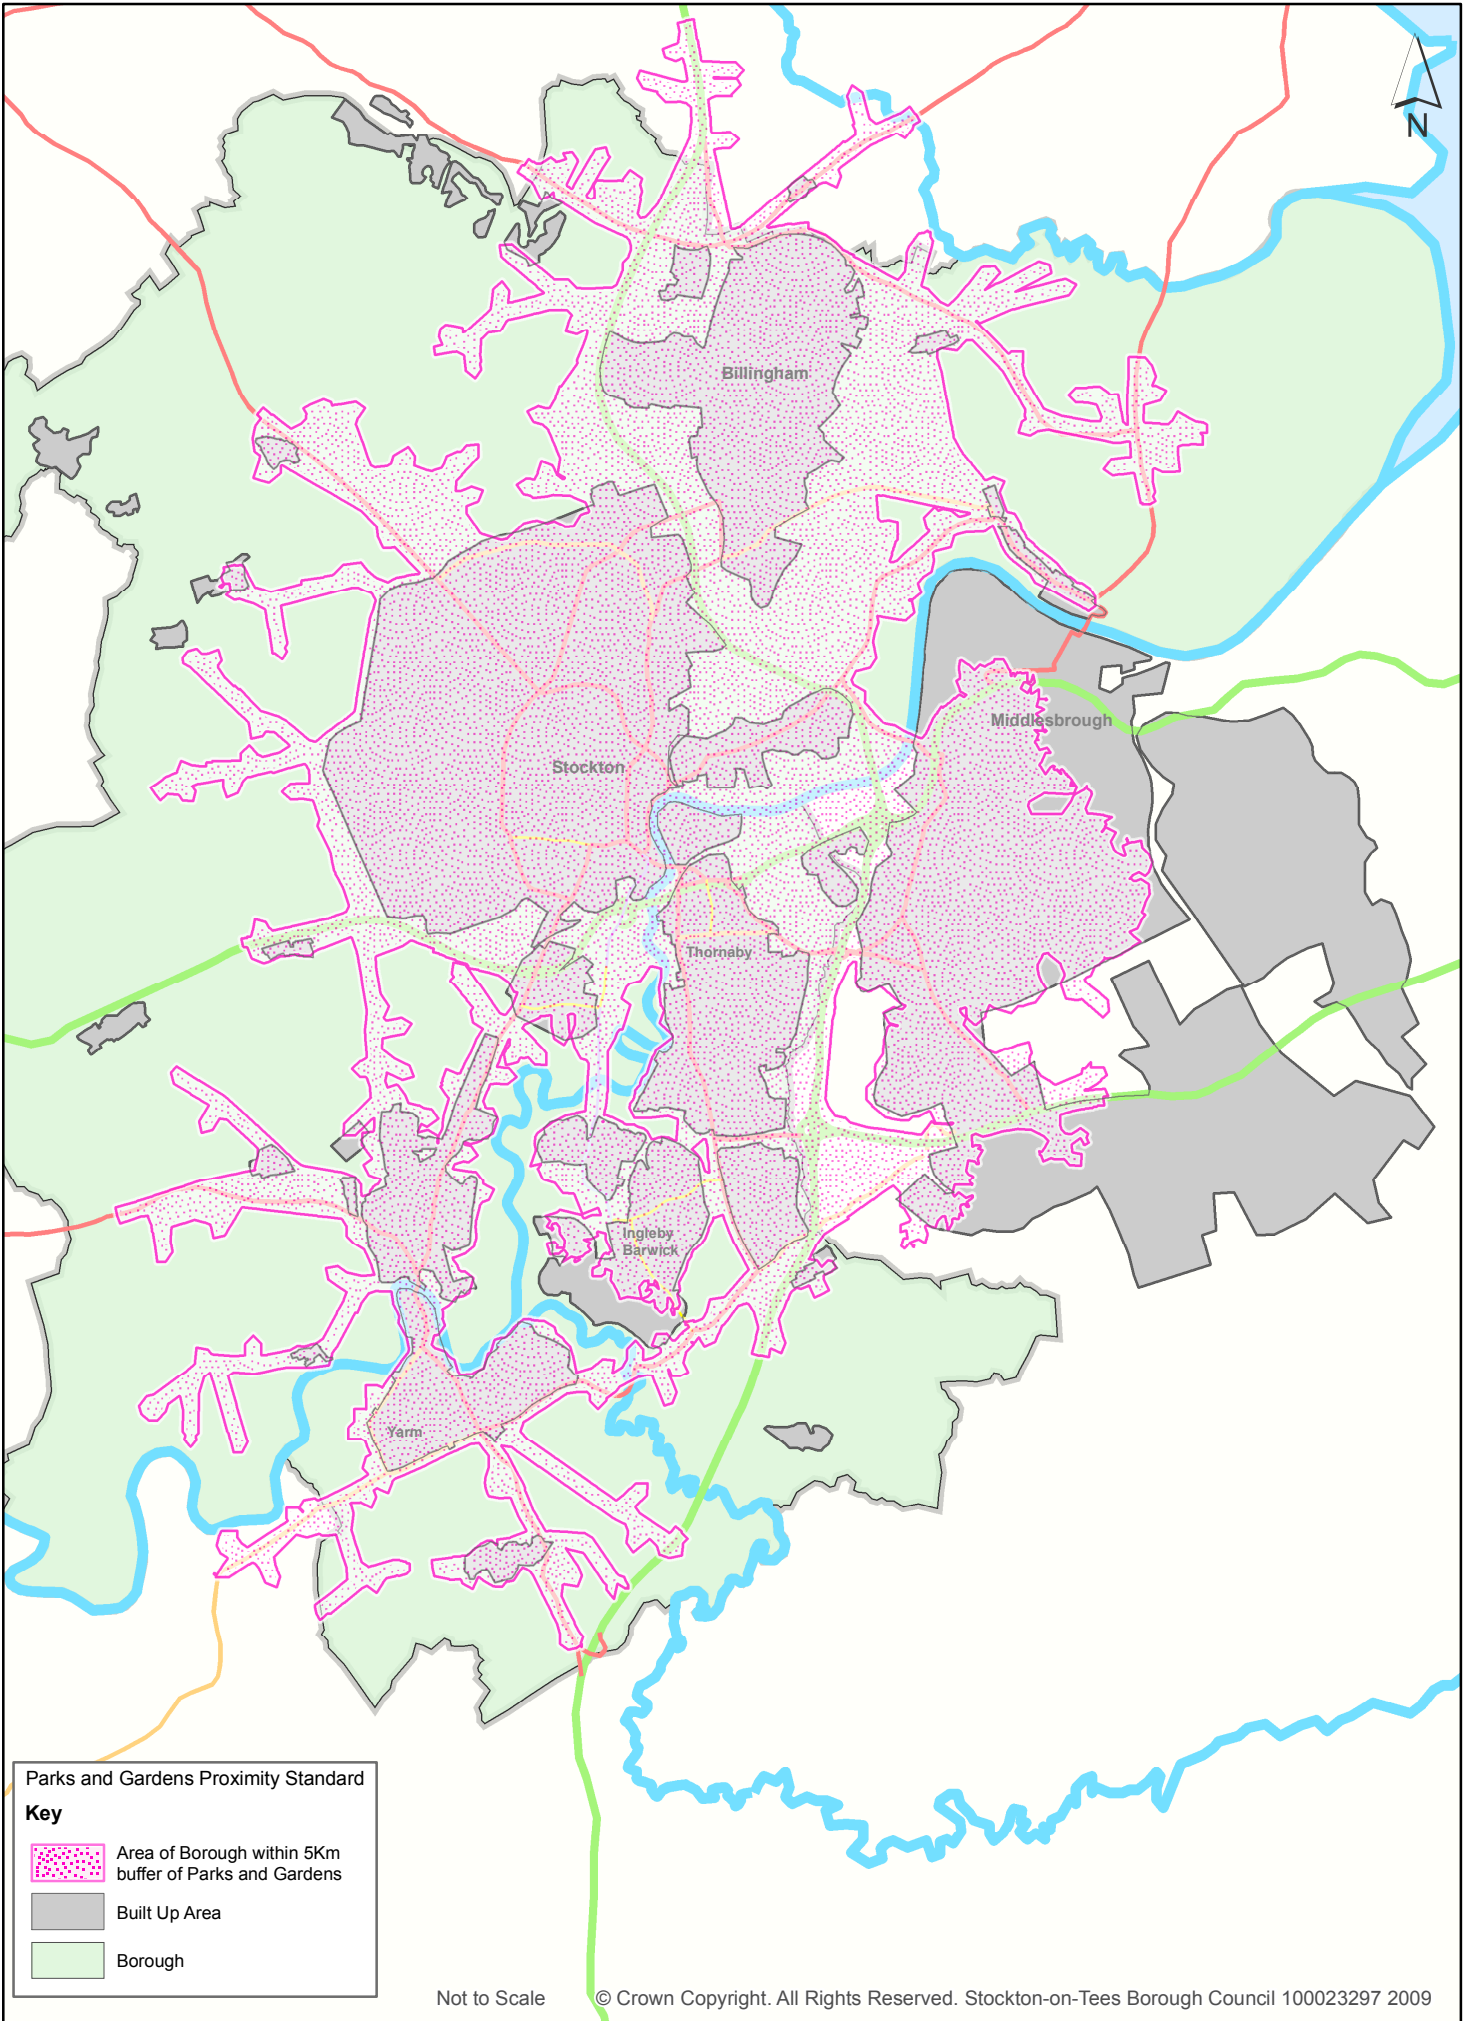 N
Billingham
Middlesbrough
Stockton
Thornaby
Ingleby
Barwick
Yarm
Parks and Gardens Proximity Standard
Key
Area of Borough within 5Km
buffer of Parks and Gardens
Built Up Area
Borough
Not to Scale
© Crown Copyright. All Rights Reserved. Stockton-on-Tees Borough Council 100023297 2009